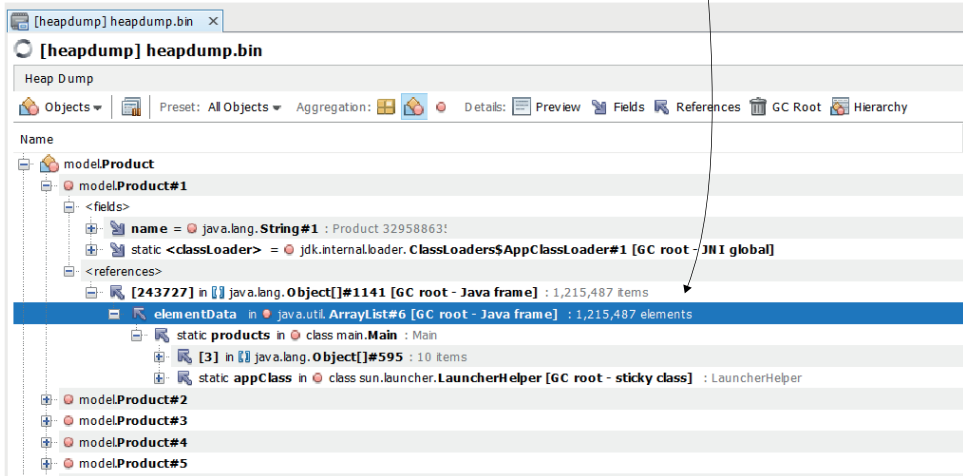 [heapdump] heapdump.bin ×
[heapdump] heapdump.bin
Heap Dump
Objects Preset: All Objects Aggregation: Details: Preview Fields References GC Root Hierarchy
Name
model.Product
model.Product#1
<fields>
name = java.lang.String#1 : Product 32958863
static <classLoader> = jdk.internal.loader.ClassLoaders$AppClassLoader#1 [GC root - JNI global]
<references>
[243727] in java.lang.Object[]#1141 [GC root - Java frame] : 1,215,487 items
elementData in java.util.ArrayList#6 [GC root - Java frame] : 1,215,487 elements
static products in class main.Main : Main
[3] in java.lang.Object[]#595 : 10 items
static appClass in class sun.launcher.LauncherHelper [GC root - sticky class] : LauncherHelper
model.Product#2
model.Product#3
model.Product#4
model.Product#5